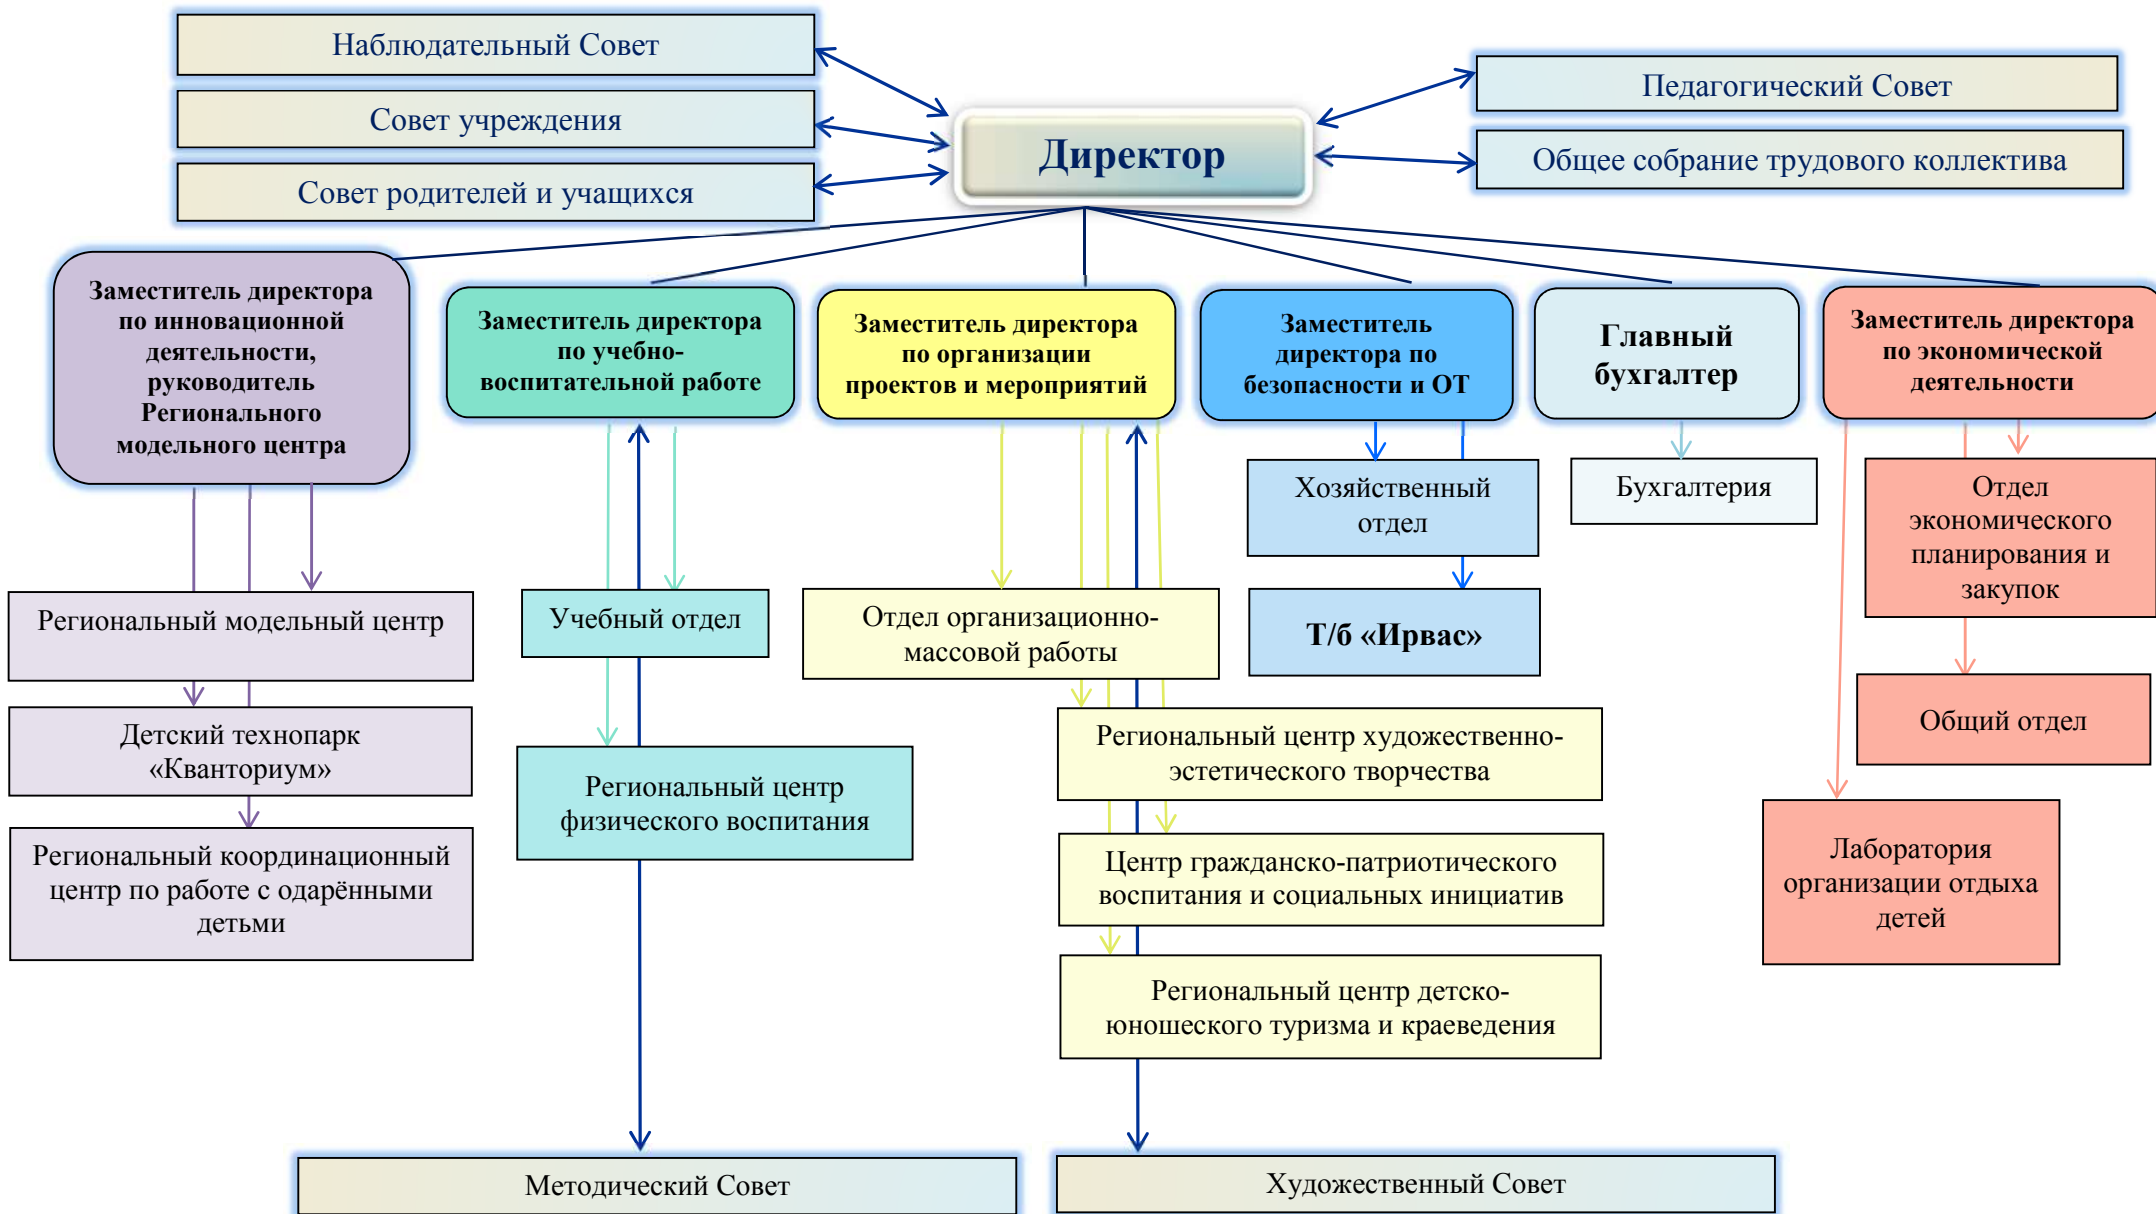 Наблюдательный Совет
Совет учреждения
Совет родителей и учащихся
Директор
Педагогический Совет
Общее собрание трудового коллектива
Заместитель директора
по инновационной
деятельности,
руководитель
Регионального
модельного центра
Заместитель директора
по учебно-
воспитательной работе
Заместитель директора
по организации
проектов и мероприятий
Заместитель
директора по
безопасности и ОТ
Главный
бухгалтер
Заместитель директора
по экономической
деятельности
Региональный модельный центр
Детский технопарк
«Кванториум»
Региональный координационный
центр по работе с одарёнными
детьми
Учебный отдел
Региональный центр
физического воспитания
Отдел организационно-
массовой работы
Региональный центр художественно-
эстетического творчества
Центр гражданско-патриотического
воспитания и социальных инициатив
Региональный центр детско-
юношеского туризма и краеведения
Хозяйственный
отдел
Т/б «Ирвас»
Бухгалтерия
Отдел
экономического
планирования и
закупок
Общий отдел
Лаборатория
организации отдыха
детей
Методический Совет
Художественный Совет